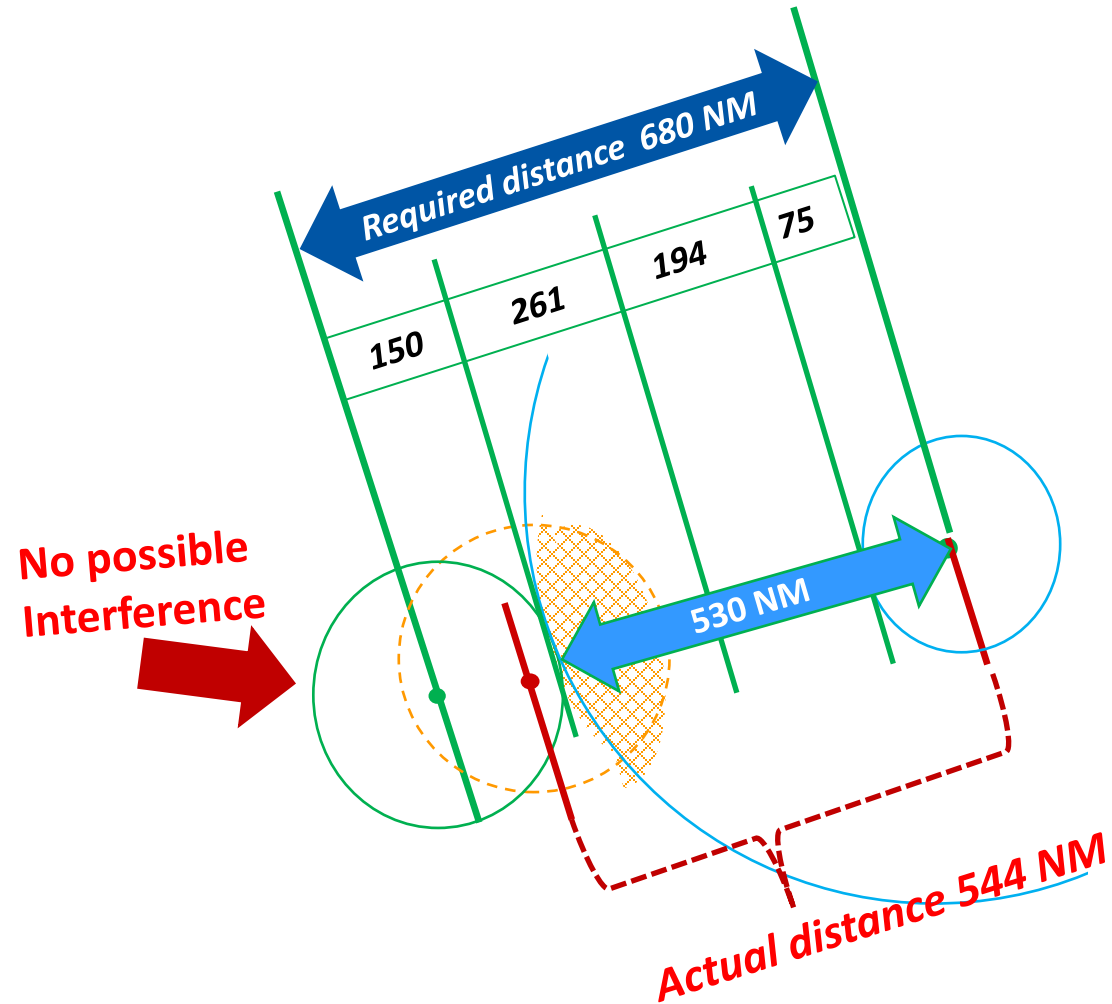 Required distance 680 NM
150
261
194
75
No possible
Interference
530 NM
Actual distance 544 NM